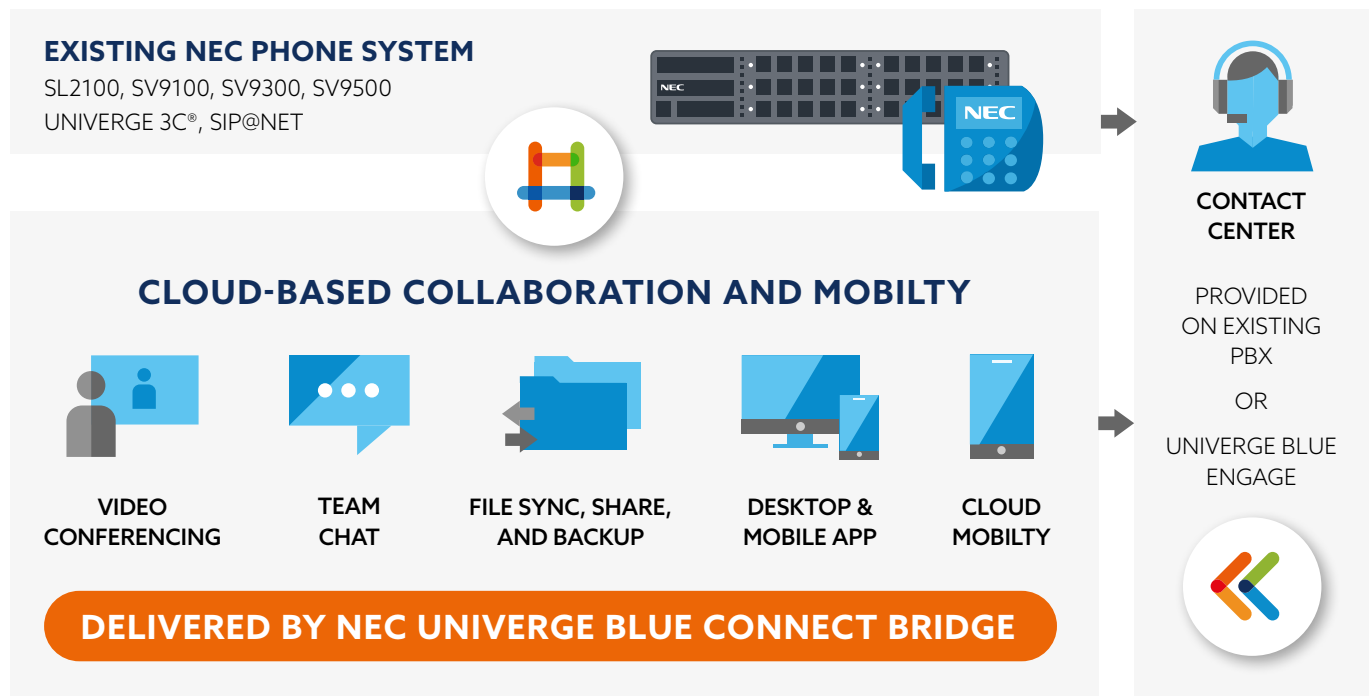 EXISTING NEC PHONE SYSTEM
SL2100, SV9100, SV9300, SV9500
UNIVERGE 3C®, SIP@NET
NEC
NEC
CLOUD-BASED COLLABORATION AND MOBILTY
VIDEO
CONFERENCING
TEAM
CHAT
FILE SYNC, SHARE,
AND BACKUP
DESKTOP &
MOBILE APP
CLOUD
MOBILTY
DELIVERED BY NEC UNIVERGE BLUE CONNECT BRIDGE
CONTACT
CENTER
PROVIDED
ON EXISTING
PBX
OR
UNIVERGE BLUE
ENGAGE